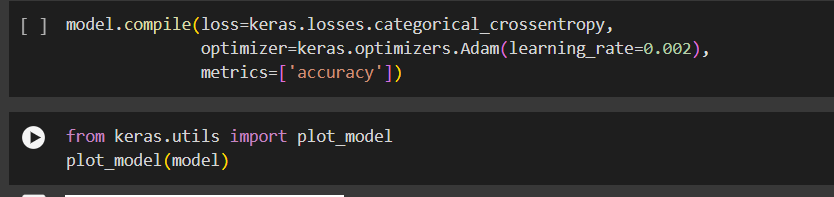 [ ] model.compile(loss=keras.losses.categorical_crossentropy,
optimizer=keras.optimizers.Adam(learning_rate=0.002),
metrics=['accuracy'])
from keras.utils import plot_model
plot_model(model)